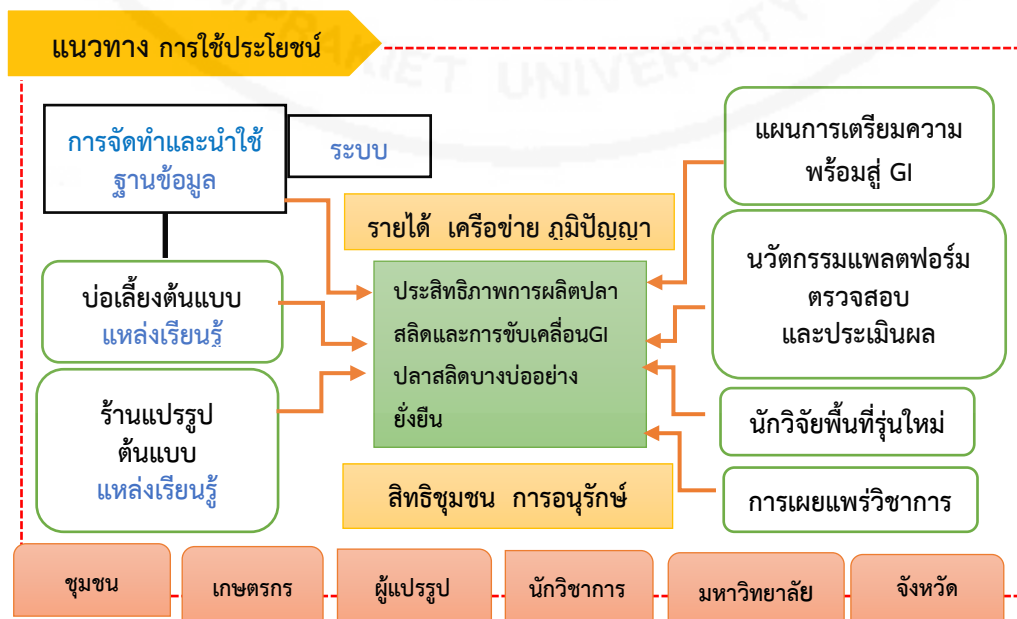 แนวทาง การใช้ประโยชน์
การจัดทำและนำใช้
ฐานข้อมูล
ระบบ
บ่อเลี้ยงต้นแบบ
แหล่งเรียนรู้
ร้านแปรรูป
ต้นแบบ
แหล่งเรียนรู้
รายได้ เครือข่าย ภูมิปัญญา
ประสิทธิภาพการผลิตปลา
สลิดและการขับเคลื่อนGI
ปลาสลิดบางบ่ออย่าง
ยั่งยืน
สิทธิชุมชน การอนุรักษ์
แผนการเตรียมความ
พร้อมสู่ GI
นวัตกรรมแพลตฟอร์ม
ตรวจสอบ
และประเมินผล
นักวิจัยพื้นที่รุ่นใหม่
การเผยแพร่วิชาการ
ชุมชน
เกษตรกร
ผู้แปรรูป
นักวิชาการ
มหาวิทยาลัย
จังหวัด
UNIVERSITY